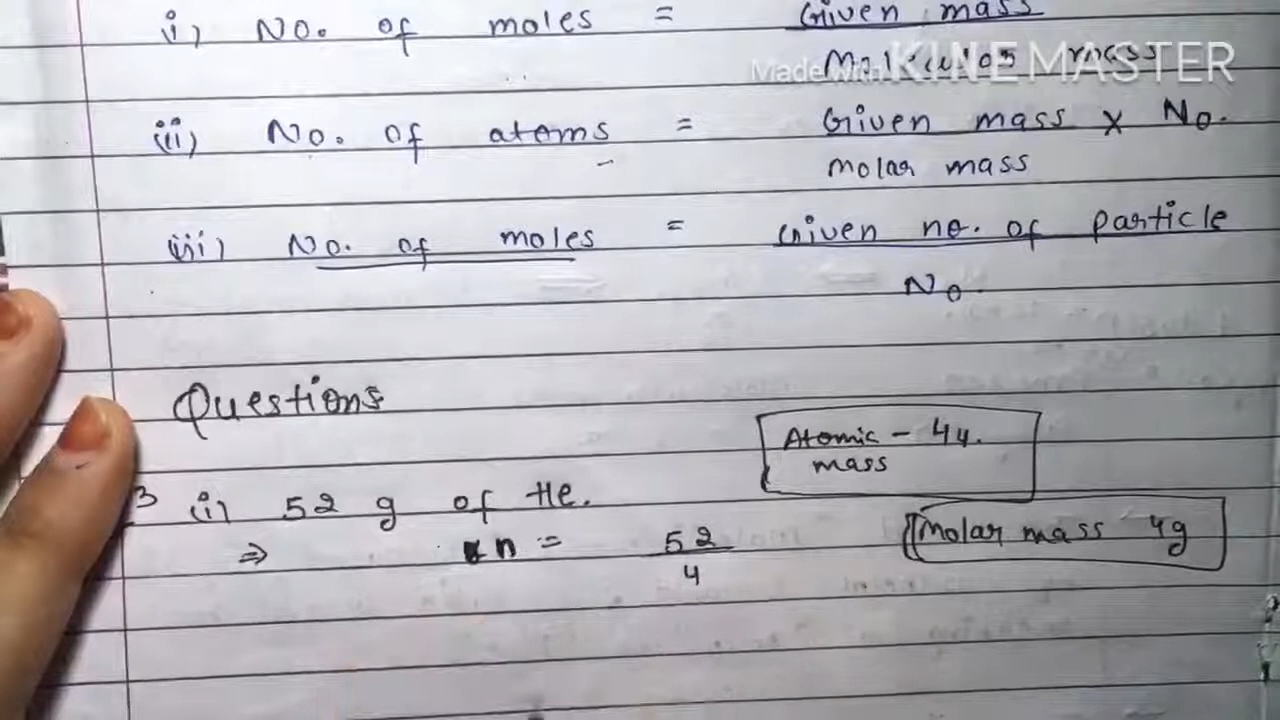 i) No. of moles = Given mass
Molecular mass
Made with KINEMASTER
(ii) No. of atoms = Given mass x No.
molar mass
(iii) No. of moles = Given no. of particle
No.
Questions
Atomic - 4u.
mass
3 (i) 52 g of He.
Molar mass 4g
⇒ n = 52
4